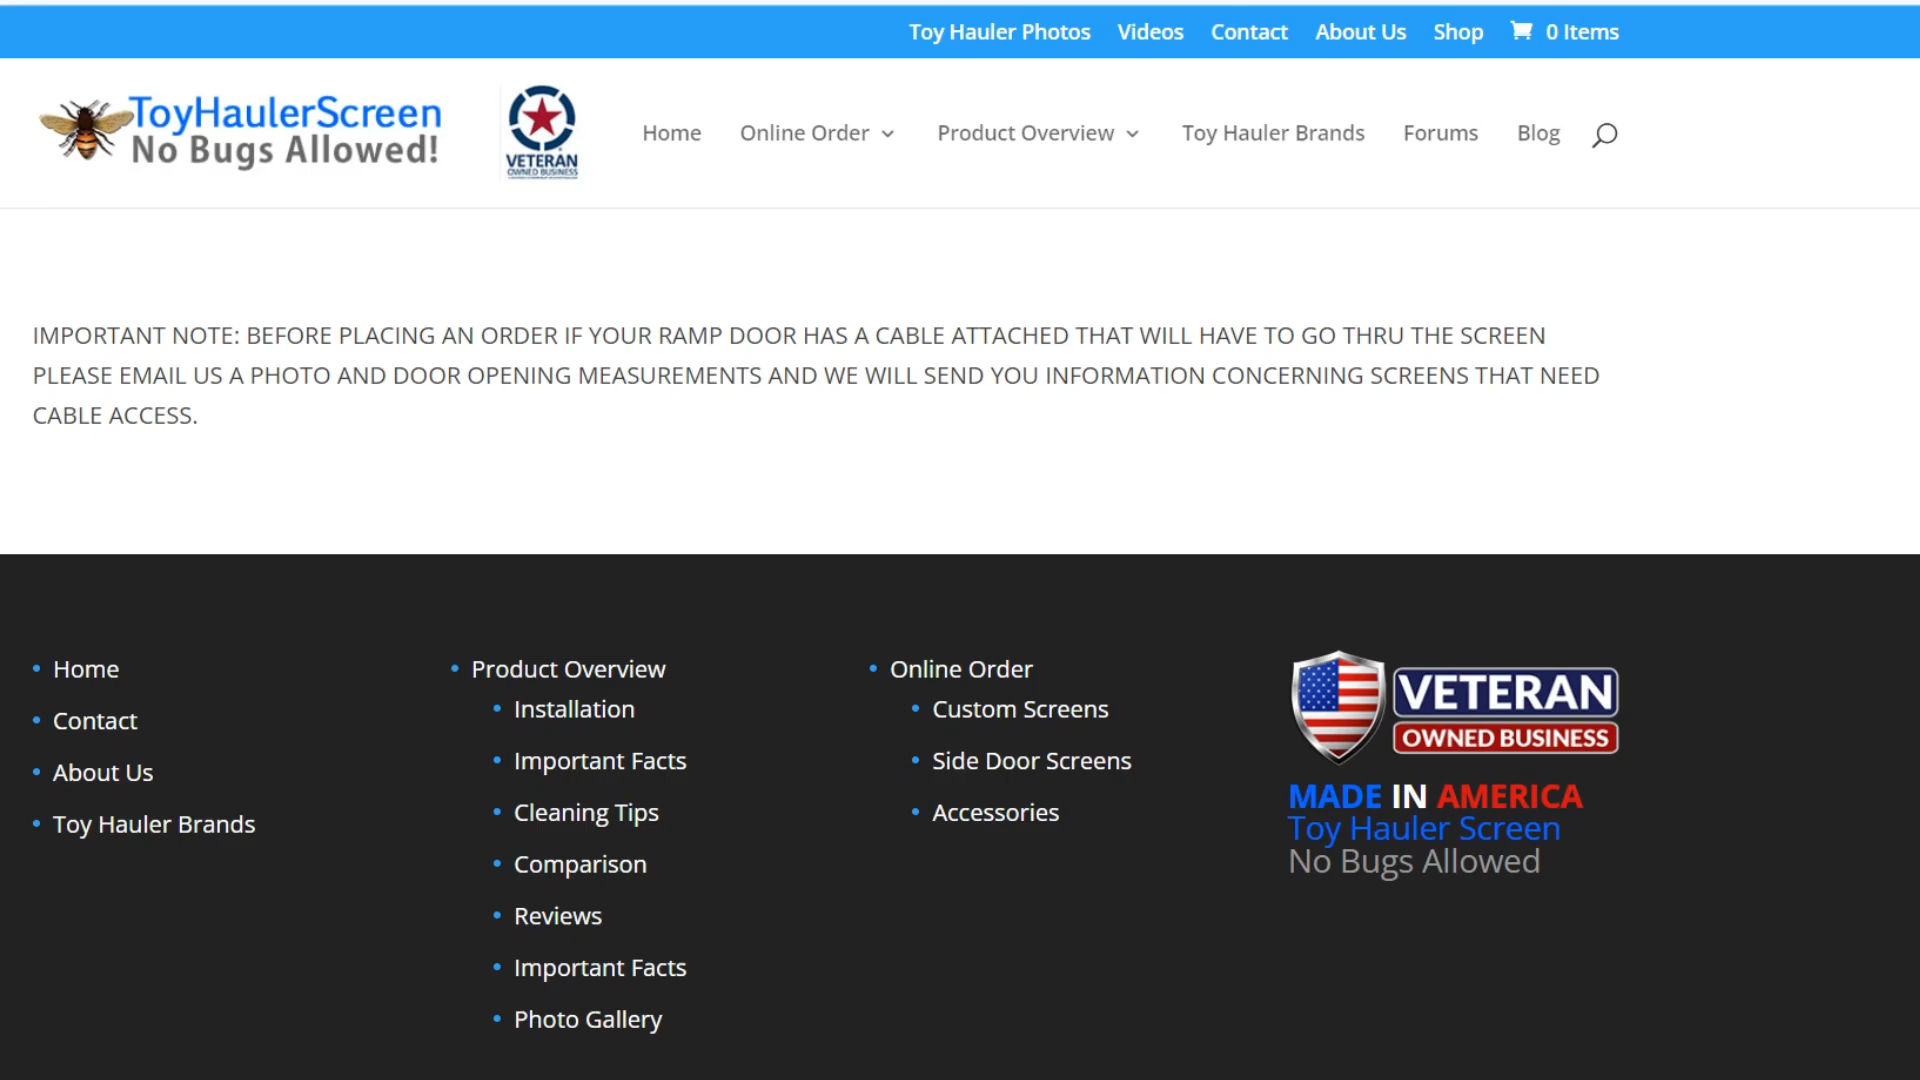 Toy Hauler Photos Videos Contact About Us Shop 0 Items
ToyHaulerScreen
No Bugs Allowed!
VETERAN
OWNED BUSINESS
Home Online Order Product Overview Toy Hauler Brands Forums Blog
IMPORTANT NOTE: BEFORE PLACING AN ORDER IF YOUR RAMP DOOR HAS A CABLE ATTACHED THAT WILL HAVE TO GO THRU THE SCREEN
PLEASE EMAIL US A PHOTO AND DOOR OPENING MEASUREMENTS AND WE WILL SEND YOU INFORMATION CONCERNING SCREENS THAT NEED
CABLE ACCESS.
Home
Contact
About Us
Toy Hauler Brands
Product Overview
Installation
Important Facts
Cleaning Tips
Comparison
Reviews
Important Facts
Photo Gallery
Online Order
Custom Screens
Side Door Screens
Accessories
VETERAN
OWNED BUSINESS
MADE IN AMERICA
Toy Hauler Screen
No Bugs Allowed